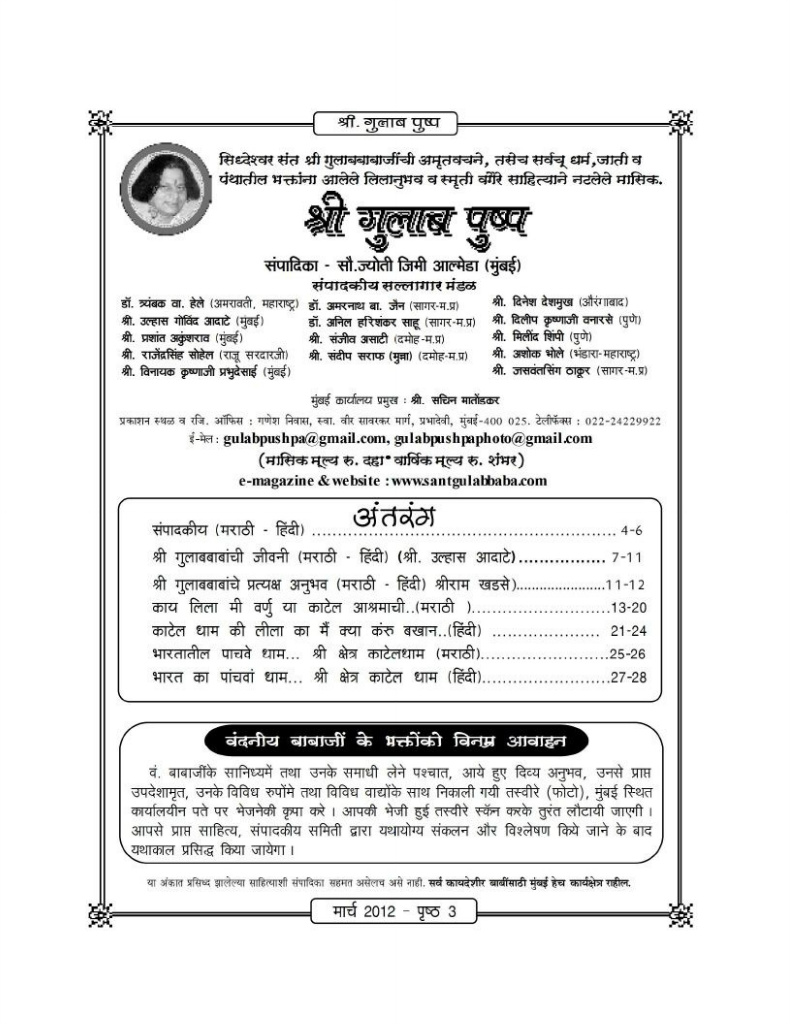 श्री. गुलाब पुष्प
सिध्देश्वर संत श्री गुलाबबाबाजींची अमृतवचने, तसेच सर्वच धर्म,जाती व
पंथातील भक्तांना आलेले लिलानुभव व स्मृती वगैरे साहित्याने नटलेले मासिक.
श्री गुलाब पुष्प
संपादिका - सौ.ज्योती जिमी आल्मेडा (मुंबई)
संपादकीय सल्लागार मंडळ
डॉ. त्र्यंबक वा. हेले (अमरावती, महाराष्ट्र)
श्री. उल्हास गोविंद आदाटे (मुंबई)
श्री. प्रशांत अकुंशराव (मुंबई)
श्री. राजेंद्रसिंह सोहेल (राजू सरदारजी)
श्री. विनायक कृष्णाजी प्रभुदेसाई (मुंबई)
डॉ. अमरनाथ बा. जैन (सागर-म.प्र)
डॉ. अनिल हरिशंकर साहू (सागर-म.प्र)
श्री. संजीव असाटी (दमोह-म.प्र)
श्री. संदीप सराफ (मुन्ना) (दमोह-म.प्र)
श्री. दिनेश देशमुख (औरंगाबाद)
श्री. दिलीप कृष्णाजी वनारसे (पुणे)
श्री. मिलींद शिंपी (पुणे)
श्री. अशोक भोले (भंडारा-महाराष्ट्र)
श्री. जसवंतसिंग ठाकूर (सागर-म.प्र)
मुंबई कार्यालय प्रमुख : श्री. सचिन मातोंडकर
प्रकाशन स्थळ व रजि. ऑफिस : गणेश निवास, स्वा. वीर सावरकर मार्ग, प्रभादेवी, मुंबई-400 025. टेलीफॅक्स : 022-24229922
ई-मेल : gulabpushpa@gmail.com, gulabpushpaphoto@gmail.com
(मासिक मूल्य रु. दहा* वार्षिक मूल्य रु. शंभर)
e-magazine & website : www.santgulabbaba.com
अंतरंग
संपादकीय (मराठी - हिंदी) ........................................................... 4-6
श्री गुलाबबाबांची जीवनी (मराठी - हिंदी) (श्री. उल्हास आदाटे)................. 7-11
श्री गुलाबबाबांचे प्रत्यक्ष अनुभव (मराठी - हिंदी) श्रीराम खडसे).......................11-12
काय लिला मी वर्णु या काटेल आश्रमाची..(मराठी )...........................13-20
काटेल धाम की लीला का मैं क्या करुं बखान..(हिंदी) ..................... 21-24
भारतातील पाचवे धाम... श्री क्षेत्र काटेलधाम (मराठी).........................25-26
भारत का पांचवां धाम... श्री क्षेत्र काटेल धाम (हिंदी).........................27-28
वंदनीय बाबाजीं के भक्तोंको विनम्र आवाहन
वं. बाबाजींके सानिध्यमें तथा उनके समाधी लेने पश्चात, आये हुए दिव्य अनुभव, उनसे प्राप्त
उपदेशामृत, उनके विविध रुपोंमे तथा विविध वाद्योंके साथ निकाली गयी तस्वीरे (फोटो), मुंबई स्थित
कार्यालयीन पते पर भेजनेकी कृपा करे । आपकी भेजी हुई तस्वीरे स्कॅन करके तुरंत लौटायी जाएगी ।
आपसे प्राप्त साहित्य, संपादकीय समिती द्वारा यथायोग्य संकलन और विश्लेषण किये जाने के बाद
यथाकाल प्रसिद्ध किया जायेगा ।
या अंकात प्रसिध्द झालेल्या साहित्याशी संपादिका सहमत असेलच असे नाही. सर्व कायदेशीर बाबींसाठी मुंबई हेच कार्यक्षेत्र राहील.
मार्च 2012 - पृष्ठ 3